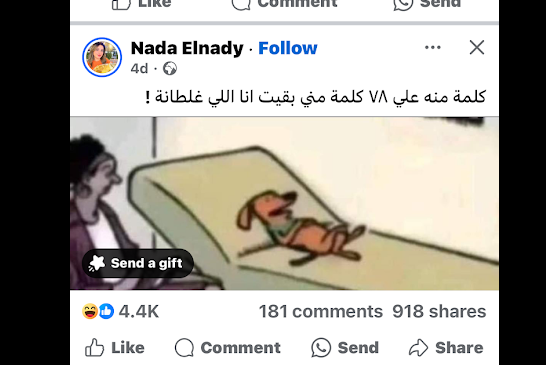 Like Comment Send
Nada Elnady · Follow
4d ·
كلمة منه علي ٧٨ كلمة مني بقيت انا اللي غلطانة !
Send a gift
4.4K 181 comments 918 shares
Like Comment Send Share